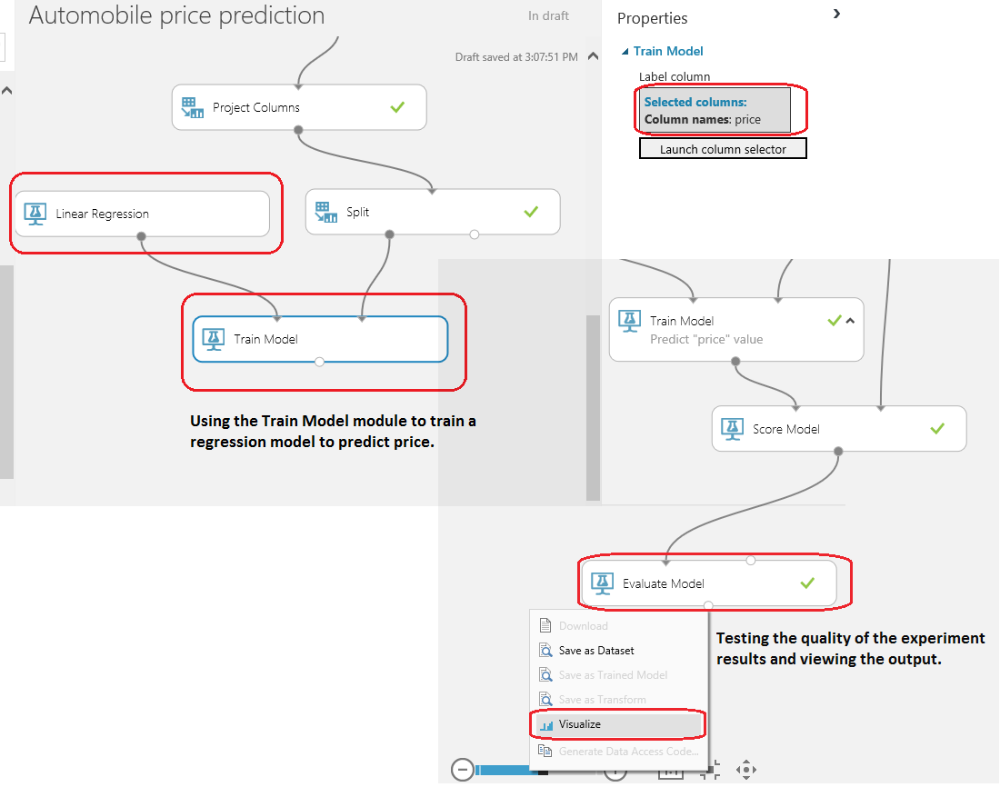 Automobile price prediction
In draft
Draft saved at 3:07:51 PM
Properties
Train Model
Label column
Selected columns:
Column names: price
Launch column selector
Project Columns
Linear Regression
Split
Train Model
Using the Train Model module to train a
regression model to predict price.
Train Model
Predict "price" value
Score Model
Evaluate Model
Download
Save as Dataset
Save as Trained Model
Save as Transform
Visualize
Generate Data Access Code...
Testing the quality of the experiment
results and viewing the output.